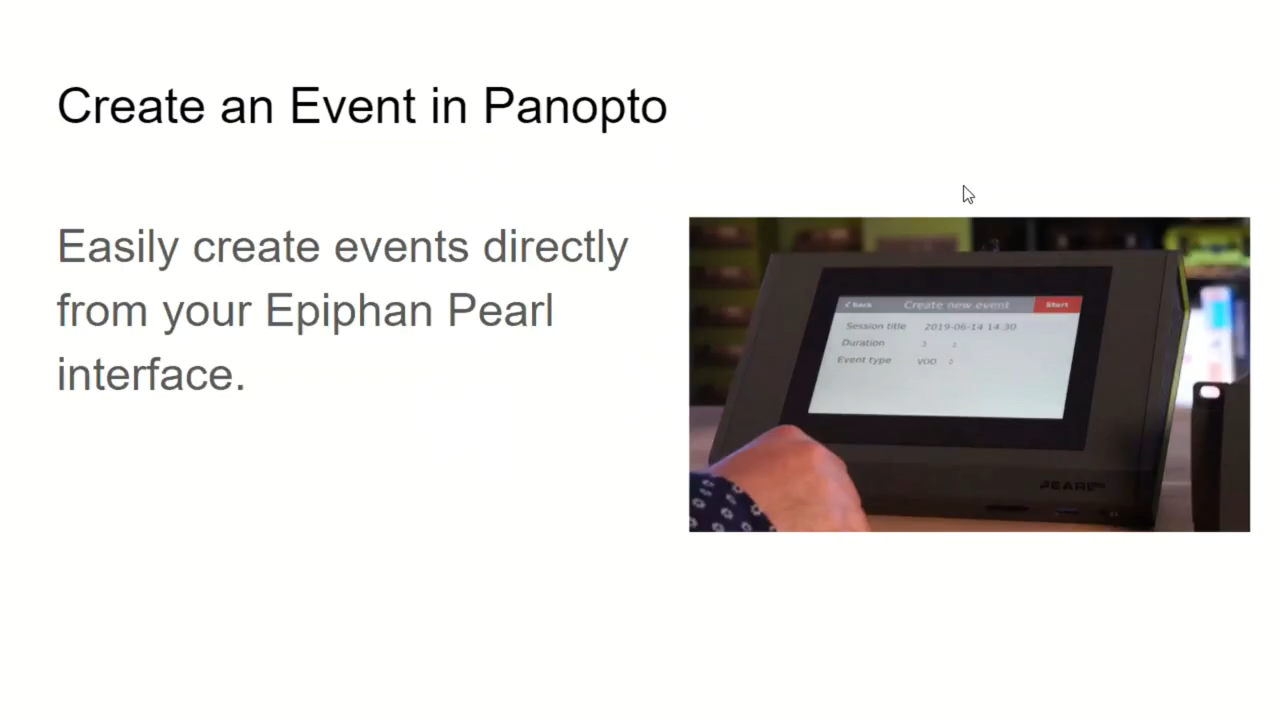 Create an Event in Panopto
Easily create events directly
from your Epiphan Pearl
interface.
Back Create new event Start
Session title 2019-06-14 14:30
Duration 3
Event type VOD
PEARL